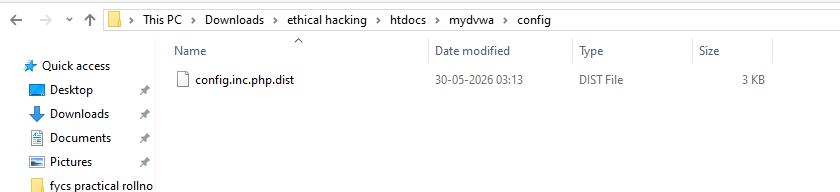 This PC > Downloads > ethical hacking > htdocs > mydvwa > config
Name Date modified Type Size
Quick access
config.inc.php.dist 30-05-2026 03:13 DIST File 3 KB
Desktop
Downloads
Documents
Pictures
fycs practical rollno